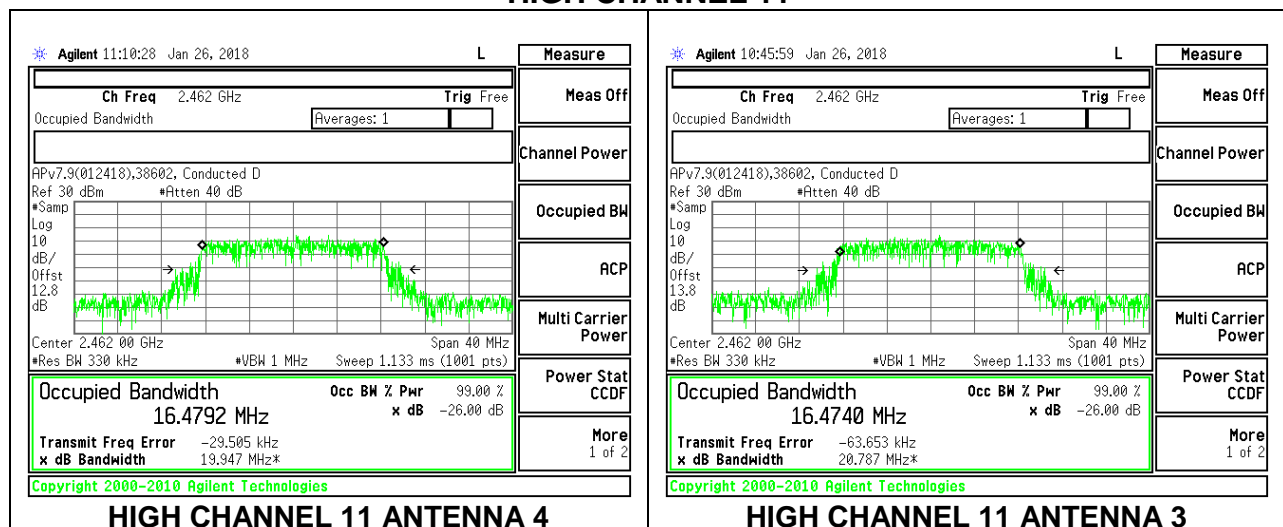 HIGH CHANNEL 11
Agilent 11:10:28 Jan 26, 2018 L
Measure
Ch Freq 2.462 GHz Trig Free
Occupied Bandwidth Averages: 1
APv7.9(012418),38602, Conducted D
Ref 30 dBm #Atten 40 dB
#Samp
Log
10
dB/
Offst
12.8
dB
Center 2.462 00 GHz Span 40 MHz
#Res BW 330 kHz #VBW 1 MHz Sweep 1.133 ms (1001 pts)
Occupied Bandwidth Occ BW % Pwr 99.00 %
16.4792 MHz x dB -26.00 dB
Transmit Freq Error -29.505 kHz
x dB Bandwidth 19.947 MHz*
Copyright 2000-2010 Agilent Technologies
Meas Off
Channel Power
Occupied BW
ACP
Multi Carrier
Power
Power Stat
CCDF
More
1 of 2
HIGH CHANNEL 11 ANTENNA 4
Agilent 10:45:59 Jan 26, 2018 L
Measure
Ch Freq 2.462 GHz Trig Free
Occupied Bandwidth Averages: 1
APv7.9(012418),38602, Conducted D
Ref 30 dBm #Atten 40 dB
#Samp
Log
10
dB/
Offst
13.8
dB
Center 2.462 00 GHz Span 40 MHz
#Res BW 330 kHz #VBW 1 MHz Sweep 1.133 ms (1001 pts)
Occupied Bandwidth Occ BW % Pwr 99.00 %
16.4740 MHz x dB -26.00 dB
Transmit Freq Error -63.653 kHz
x dB Bandwidth 20.787 MHz*
Copyright 2000-2010 Agilent Technologies
Meas Off
Channel Power
Occupied BW
ACP
Multi Carrier
Power
Power Stat
CCDF
More
1 of 2
HIGH CHANNEL 11 ANTENNA 3